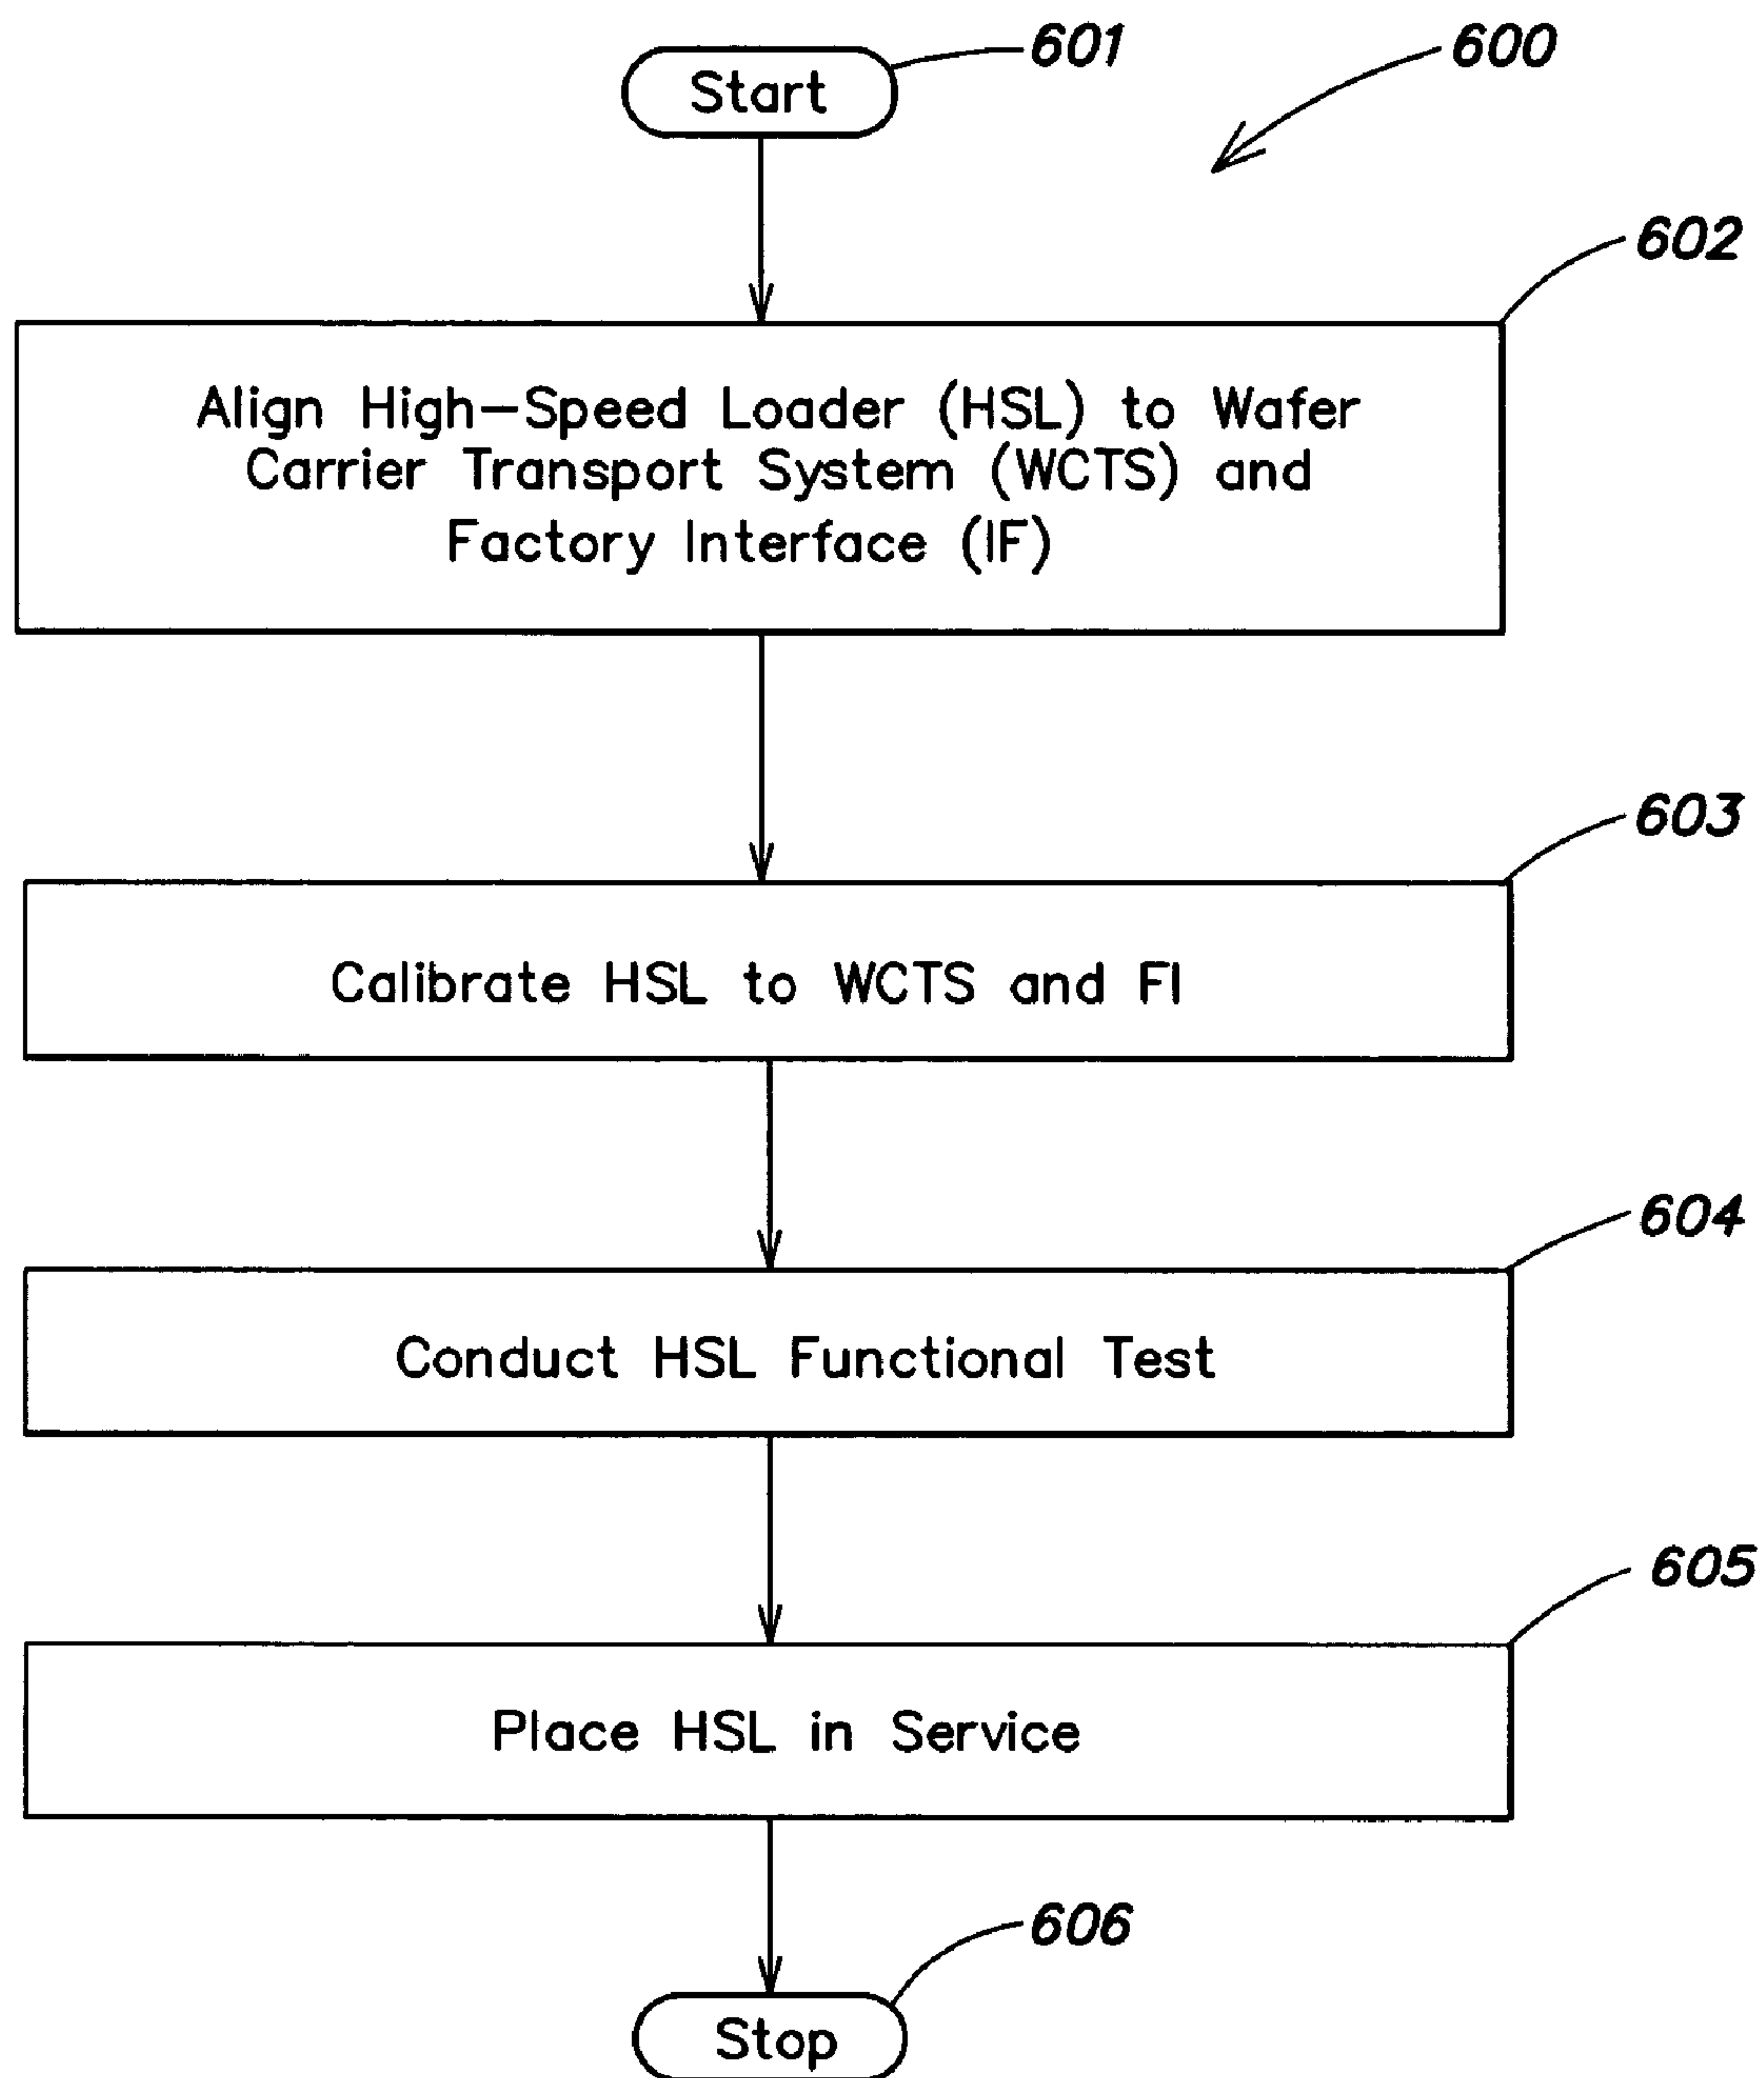 601
600
Start
602
Align High-Speed Loader (HSL) to Wafer
Carrier Transport System (WCTS) and
Factory Interface (IF)
603
Calibrate HSL to WCTS and FI
604
Conduct HSL Functional Test
605
Place HSL in Service
606
Stop